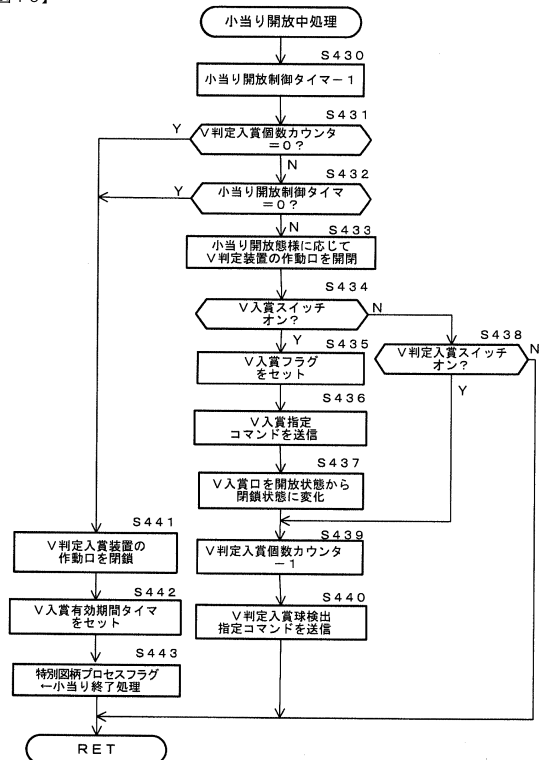 小当り開放中処理
S430
小当り開放制御タイマ－1
S431
V判定入賞個数カウンタ
＝0？
Y
N
S432
小当り開放制御タイマ
＝0？
Y
N
S433
小当り開放態様に応じて
V判定装置の作動口を開閉
S434
V入賞スイッチ
オン？
N
Y
S435
V入賞フラグ
をセット
S438
V判定入賞スイッチ
オン？
N
Y
S436
V入賞指定
コマンドを送信
S437
V入賞口を開放状態から
閉鎖状態に変化
S439
V判定入賞個数カウンタ
－1
S440
V判定入賞球検出
指定コマンドを送信
S441
V判定入賞装置の
作動口を閉鎖
S442
V入賞有効期間タイマ
をセット
S443
特別図柄プロセスフラグ
←小当り終了処理
RET